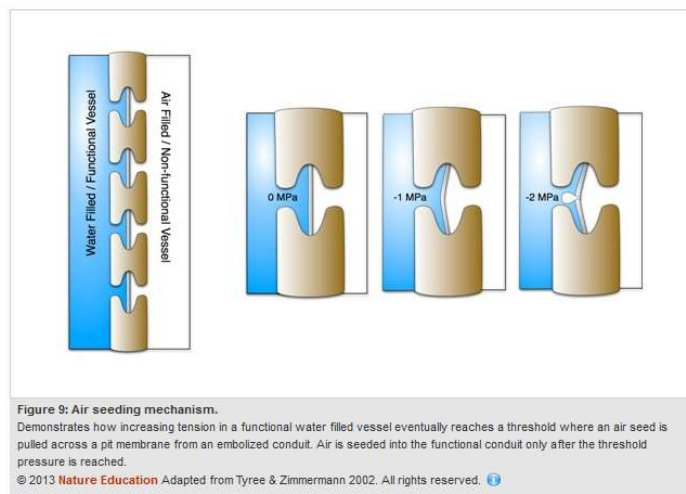 Water Filled / Functional Vessel
Air Filled / Non-functional Vessel
0 MPa
-1 MPa
-2 MPa
Figure 9: Air seeding mechanism.
Demonstrates how increasing tension in a functional water filled vessel eventually reaches a threshold where an air seed is
pulled across a pit membrane from an embolized conduit. Air is seeded into the functional conduit only after the threshold
pressure is reached.
© 2013 Nature Education Adapted from Tyree & Zimmermann 2002. All rights reserved.